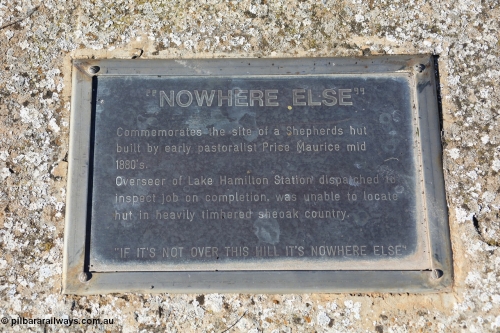 "NOWHERE ELSE"
Commemorates the site of a Shepherds hut
built by early pastoralist Price Maurice mid
1880's.
Overseer of Lake Hamilton Station dispatched to
inspect job on completion, was unable to locate
hut in heavily timbered sheoak country.
"IF IT'S NOT OVER THIS HILL IT'S NOWHERE ELSE"
© pilbararailways.com.au